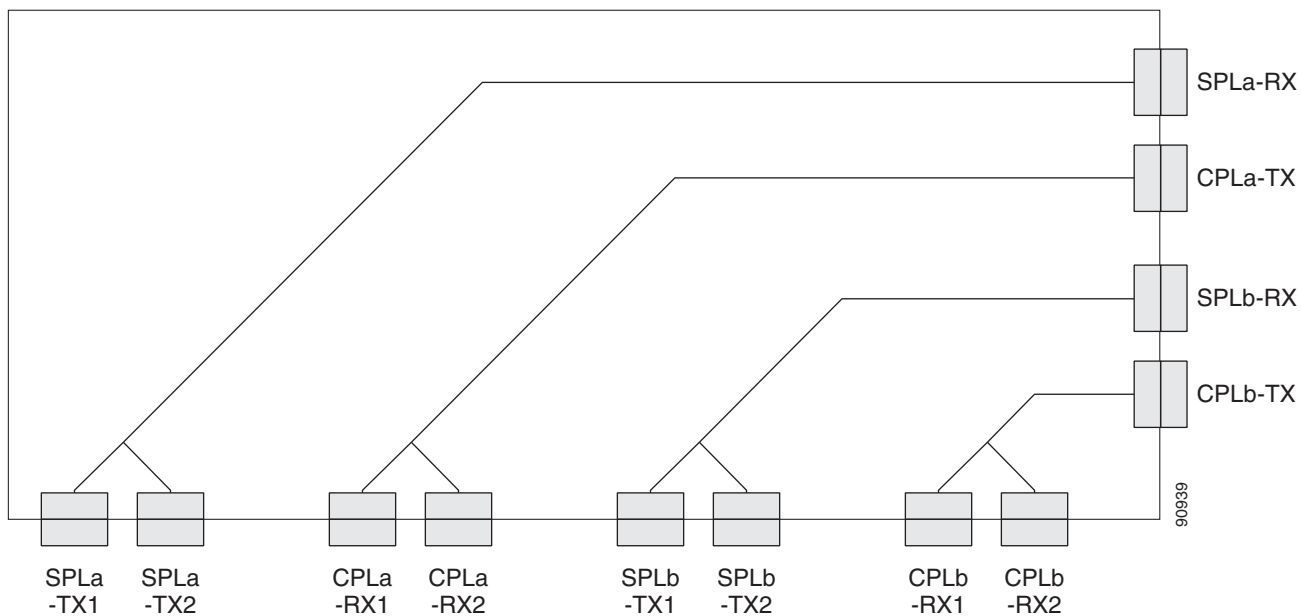 SPLa-RX
CPLa-TX
SPLb-RX
CPLb-TX
90939
SPLa
-TX1
SPLa
-TX2
CPLa
-RX1
CPLa
-RX2
SPLb
-TX1
SPLb
-TX2
CPLb
-RX1
CPLb
-RX2